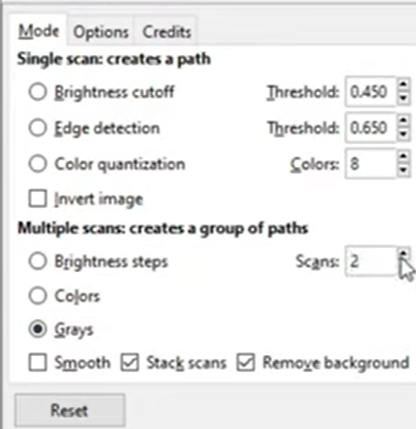 Mode Options Credits
Single scan: creates a path
Brightness cutoff Threshold: 0.450
Edge detection Threshold: 0.650
Color quantization Colors: 8
Invert image
Multiple scans: creates a group of paths
Brightness steps Scans: 2
Colors
Grays
Smooth Stack scans Remove background
Reset